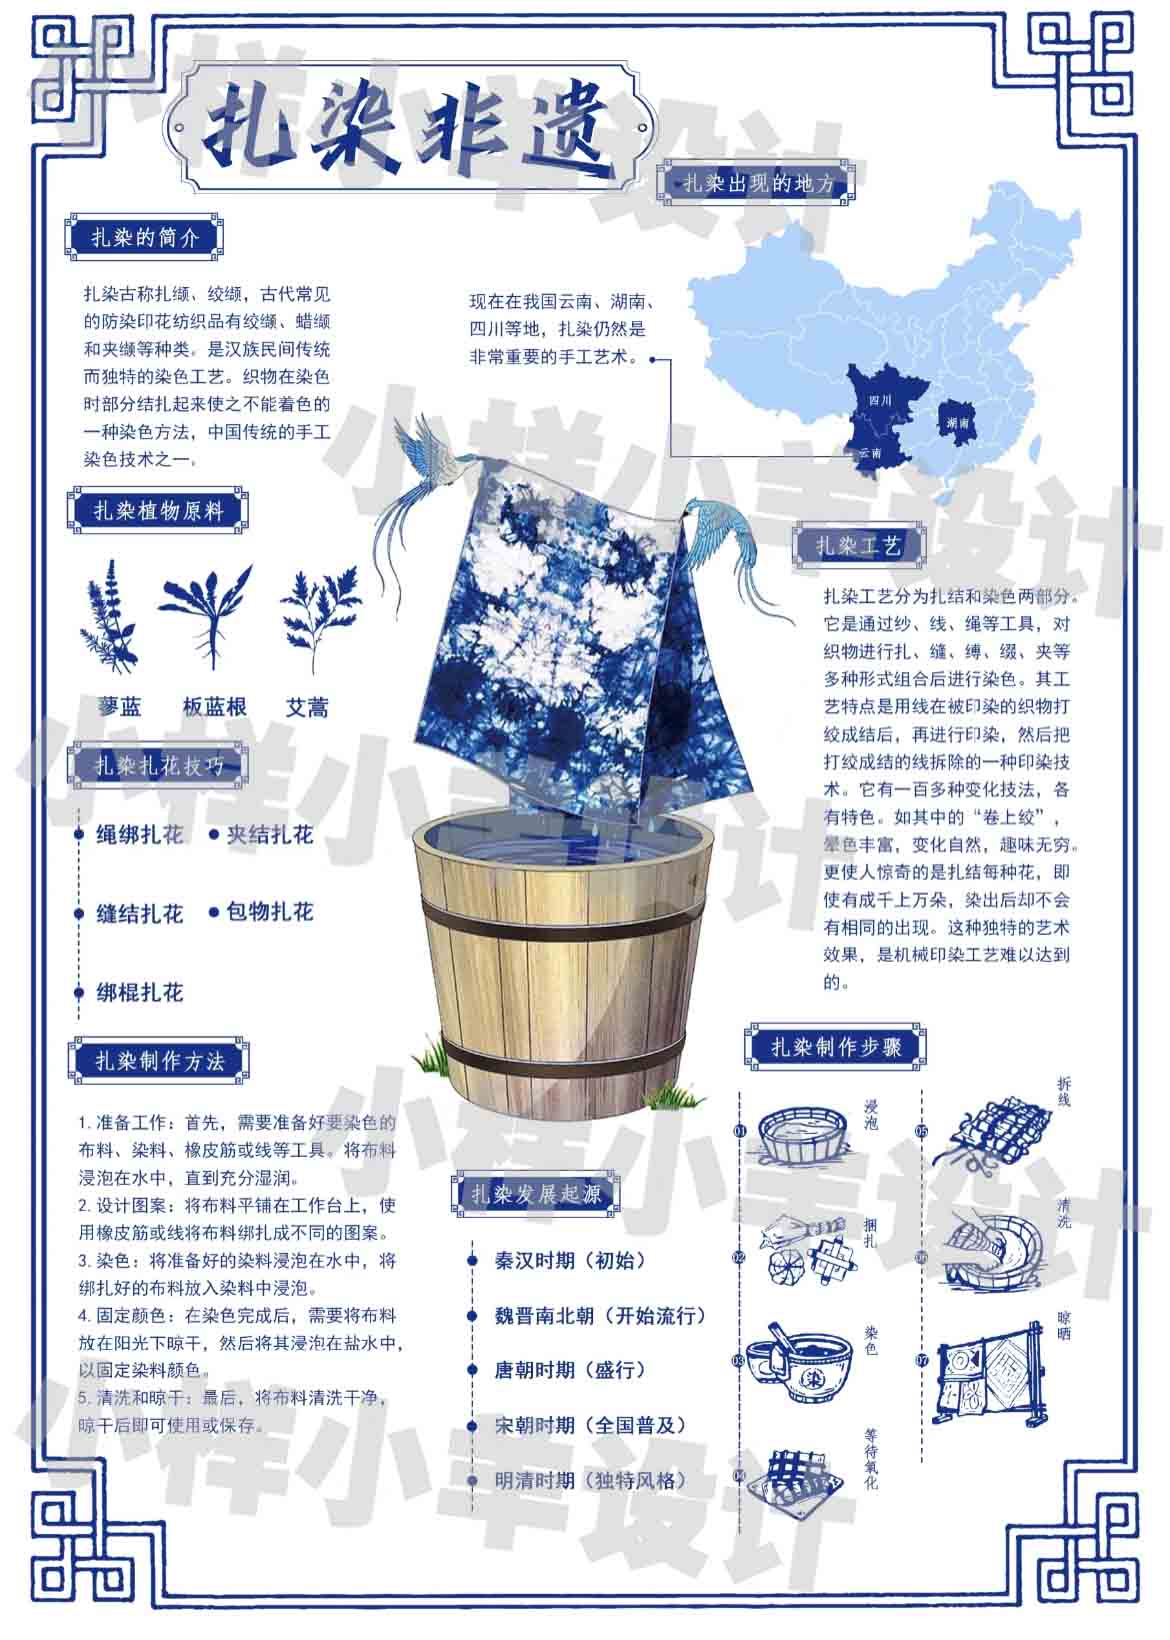 扎染非遗
扎染出现的地方
扎染的简介
扎染古称扎缬、绞缬，古代常见
的防染印花纺织品有绞缬、蜡缬
和夹缬等种类。是汉族民间传统
而独特的染色工艺。织物在染色
时部分结扎起来使之不能着色的
一种染色方法，中国传统的手工
染色技术之一。
现在在我国云南、湖南、
四川等地，扎染仍然是
非常重要的手工艺术。
四川
湖南
云南
扎染植物原料
蓼蓝
板蓝根
艾蒿
扎染工艺
扎染工艺分为扎结和染色两部分。
它是通过纱、线、绳等工具，对
织物进行扎、缝、缚、缀、夹等
多种形式组合后进行染色。其工
艺特点是用线在被印染的织物打
绞成结后，再进行印染，然后把
打绞成结的线拆除的一种印染技
术。它有一百多种变化技法，各
有特色。如其中的“卷上绞”，
晕色丰富，变化自然，趣味无穷。
更使人惊奇的是扎结每种花，即
使有成千上万朵，染出后却不会
有相同的出现。这种独特的艺术
效果，是机械印染工艺难以达到
的。
扎染扎花技巧
绳绑扎花
夹结扎花
缝结扎花
包物扎花
绑棍扎花
扎染制作方法
1. 准备工作：首先，需要准备好要染色的
布料、染料、橡皮筋或线等工具。将布料
浸泡在水中，直到充分湿润。
2. 设计图案：将布料平铺在工作台上，使
用橡皮筋或线将布料绑扎成不同的图案。
3. 染色：将准备好的染料浸泡在水中，将
绑扎好的布料放入染料中浸泡。
4. 固定颜色：在染色完成后，需要将布料
放在阳光下晾干，然后将其浸泡在盐水中，
以固定染料颜色。
5. 清洗和晾干：最后，将布料清洗干净，
晾干后即可使用或保存。
扎染发展起源
秦汉时期（初始）
魏晋南北朝（开始流行）
唐朝时期（盛行）
宋朝时期（全国普及）
明清时期（独特风格）
扎染制作步骤
01
浸泡
02
捆扎
03
染色
染
04
等待氧化
05
拆线
06
清洗
07
晾晒
小样小羊设计
小样小羊设计
小样小羊设计
小样小羊设计
小样小羊设计